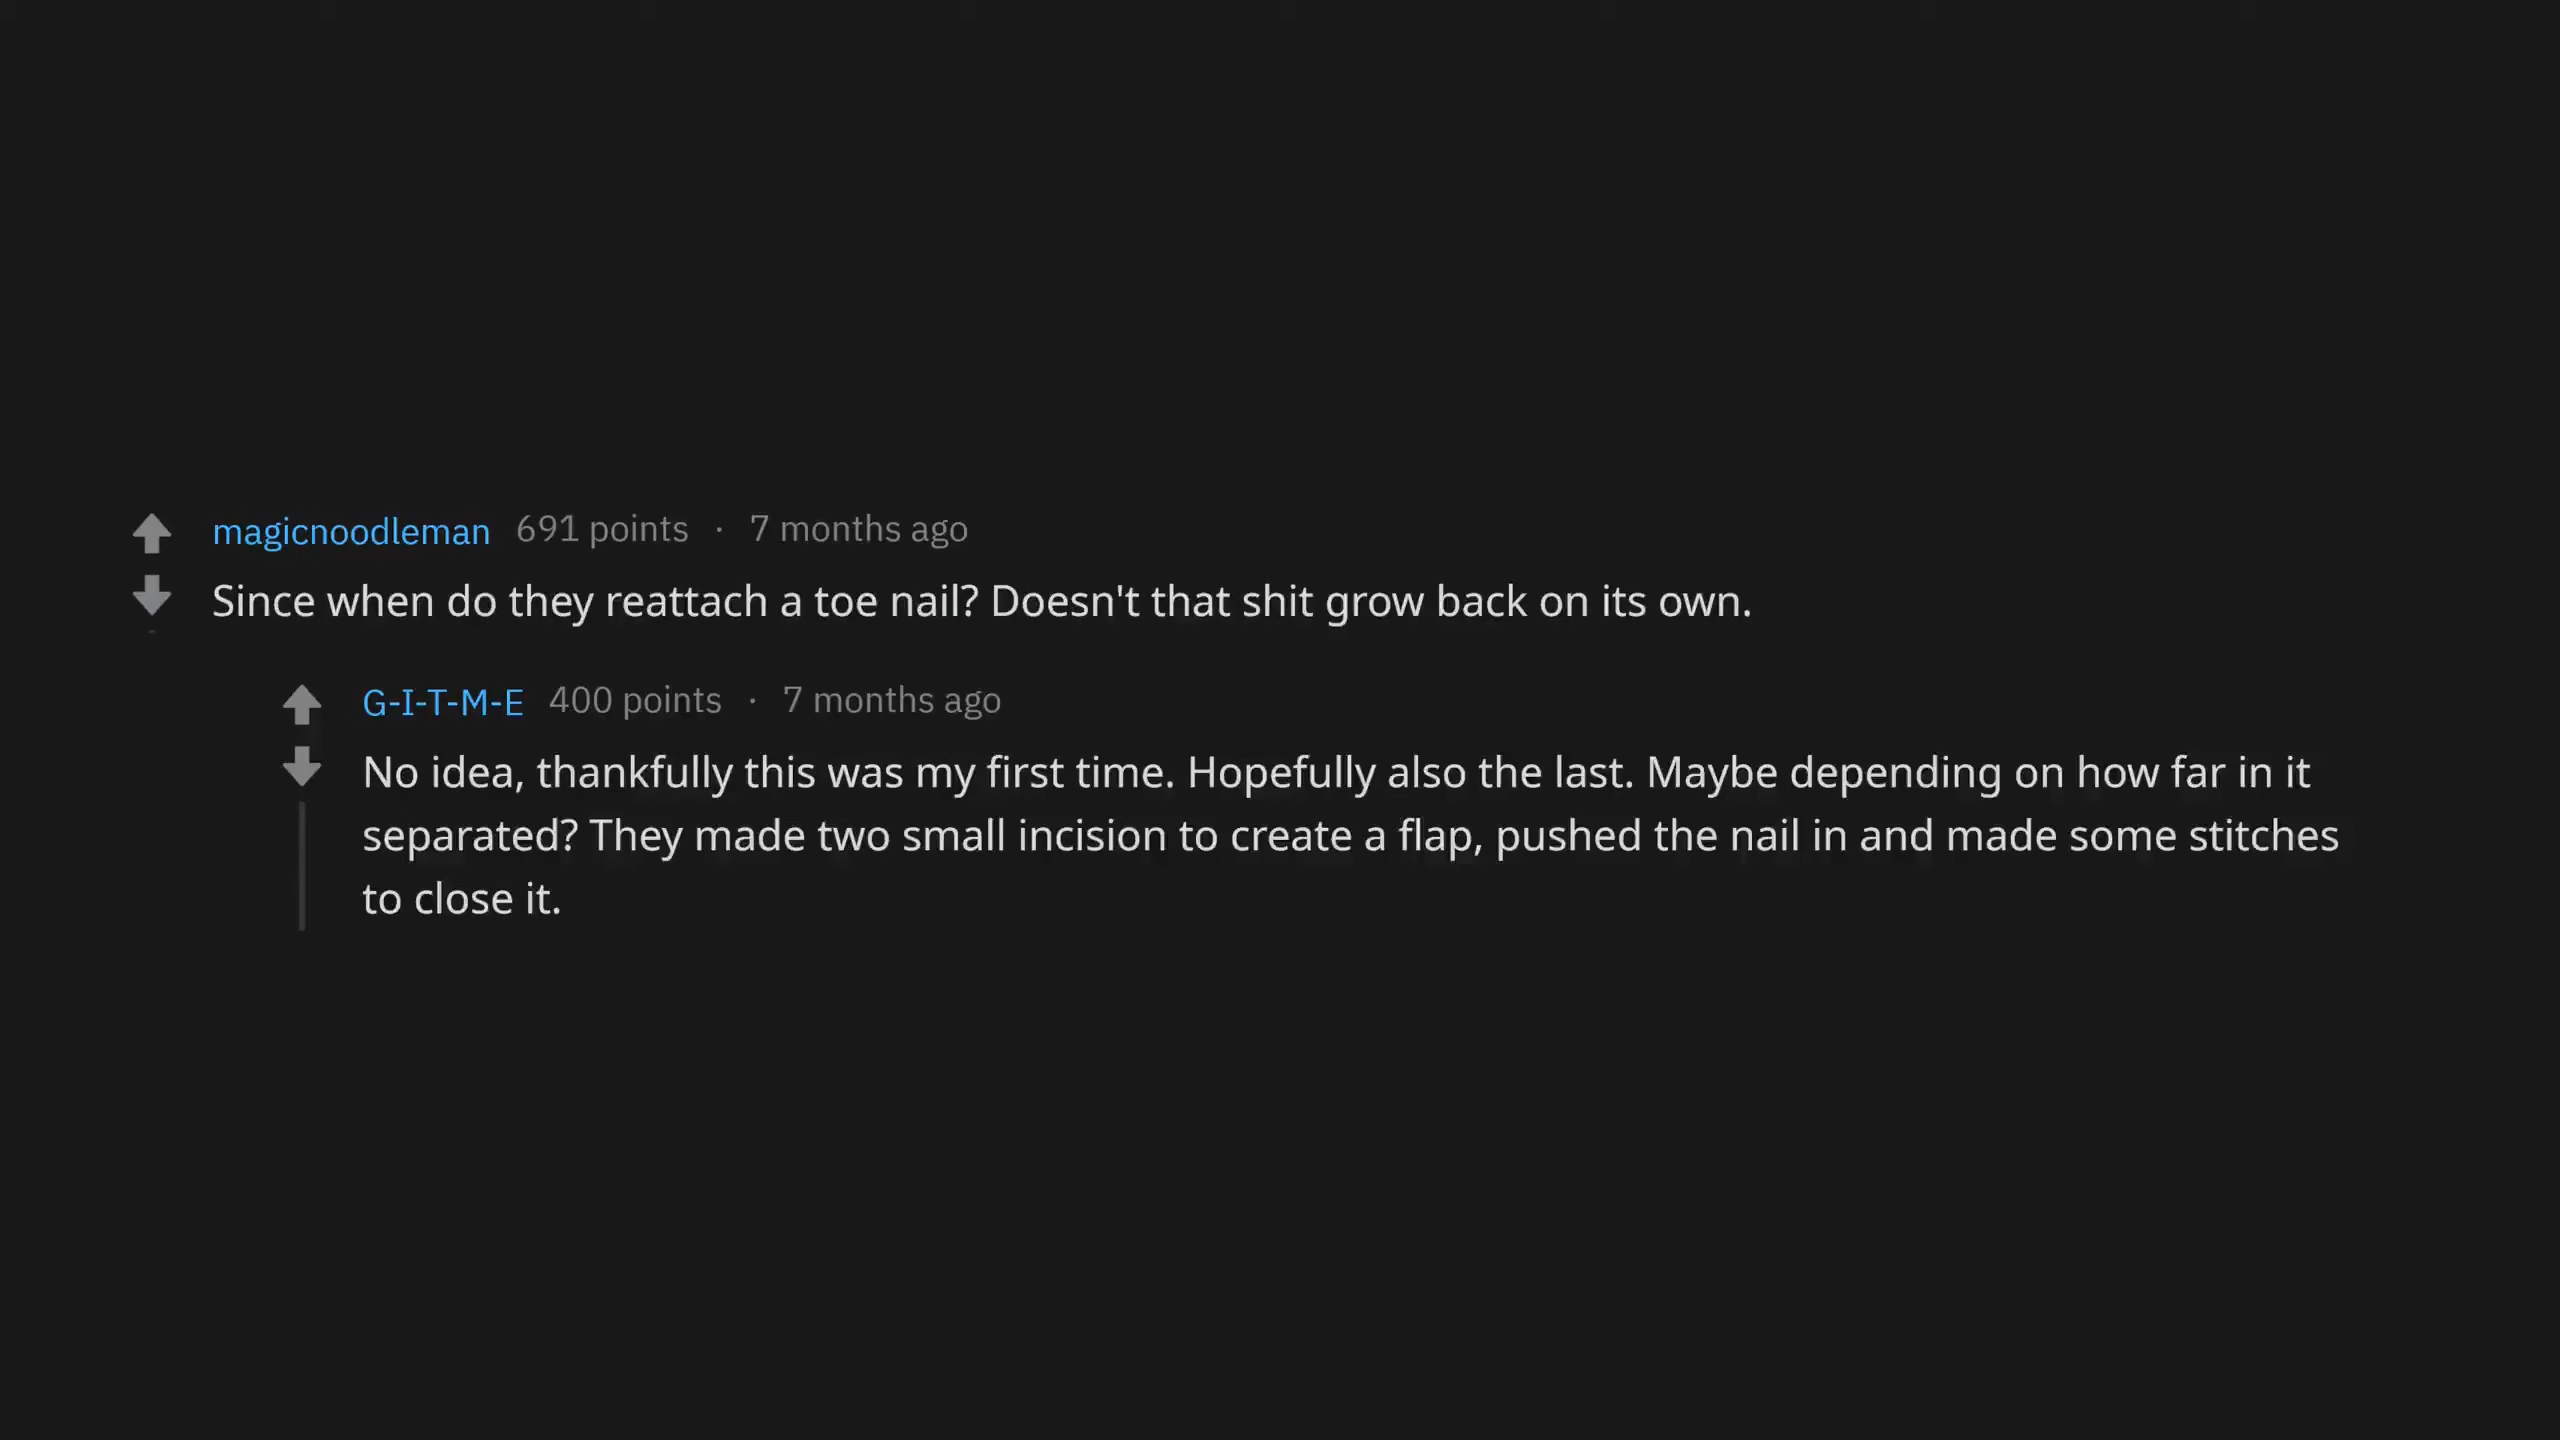 magicnoodleman 691 points · 7 months ago
Since when do they reattach a toe nail? Doesn't that shit grow back on its own.
G-I-T-M-E 400 points · 7 months ago
No idea, thankfully this was my first time. Hopefully also the last. Maybe depending on how far in it
separated? They made two small incision to create a flap, pushed the nail in and made some stitches
to close it.